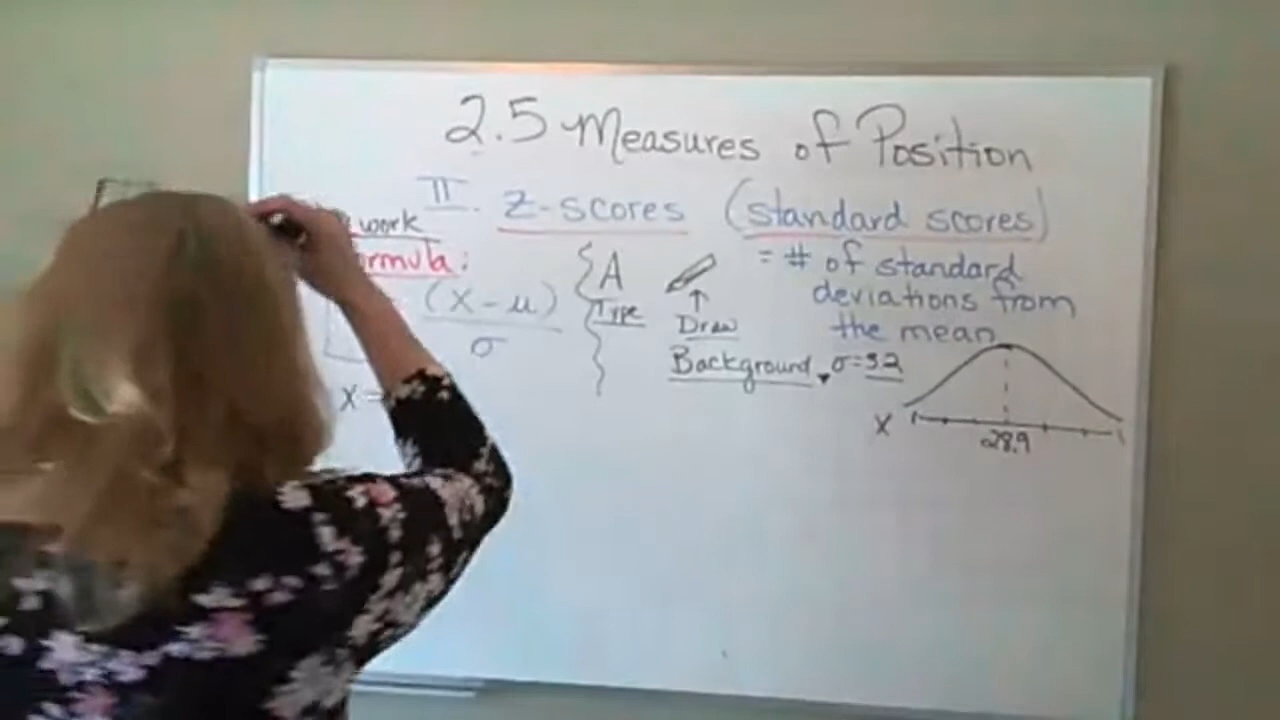 2.5 Measures of Position
II. Z-scores (standard scores)
= # of standard
deviations from
the mean
work
ormula:
(x-μ)
σ
A
Type
Draw
Background
σ=3.2
X
X
28.9